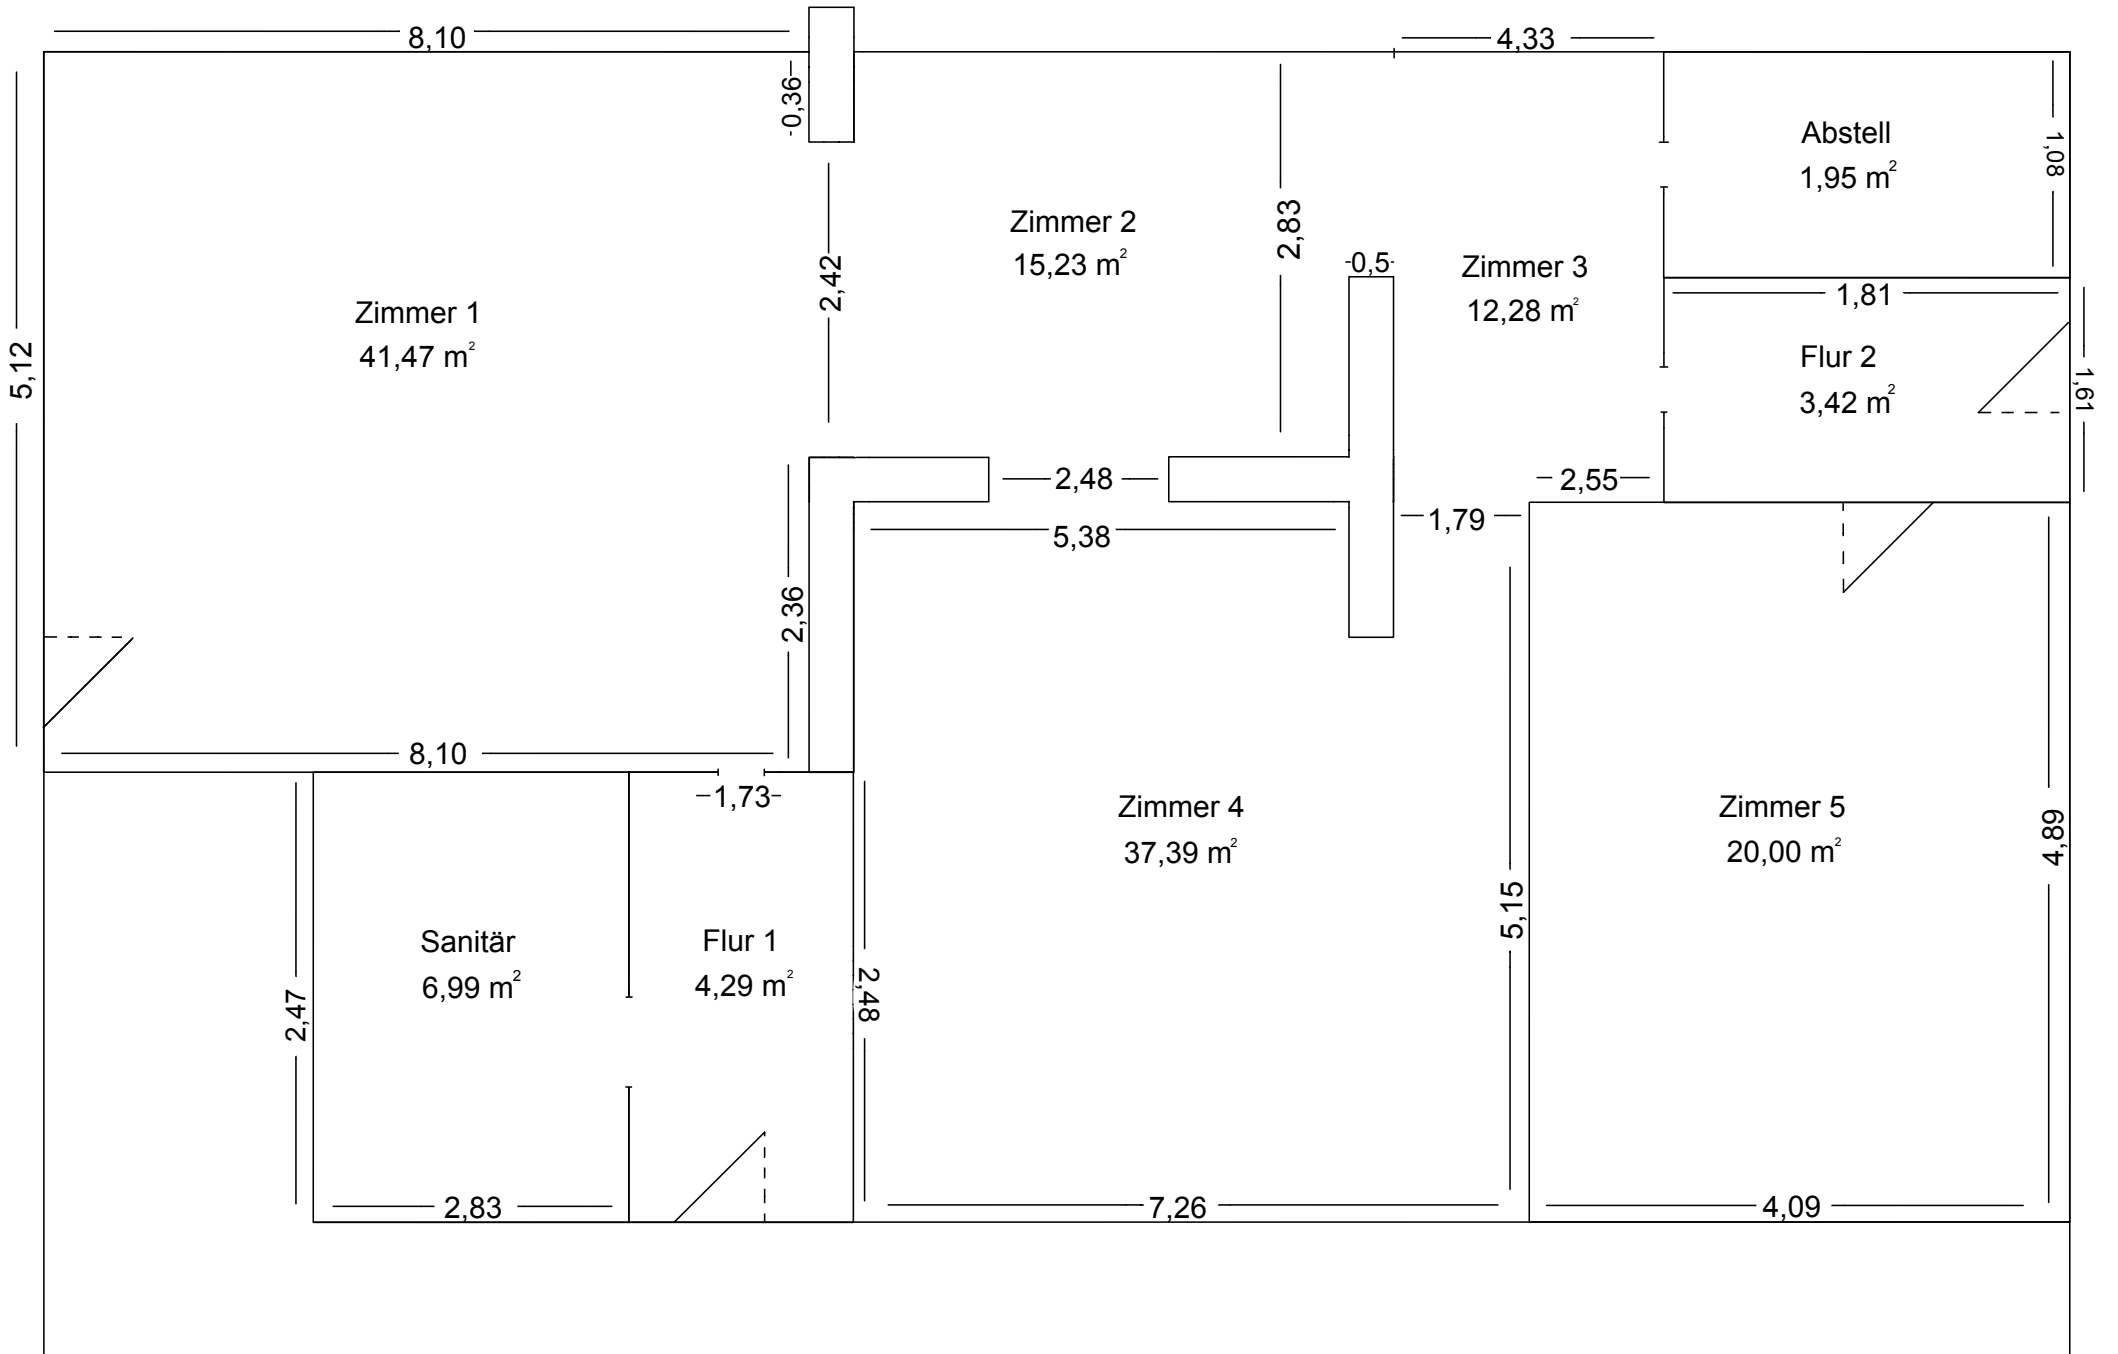 8,10
4,33
0,36
Abstell
1,95 m²
1,08
Zimmer 2
15,23 m²
2,83
2,42
0,5
Zimmer 3
12,28 m²
1,81
Zimmer 1
41,47 m²
5,12
Flur 2
3,42 m²
1,61
2,48
2,55
5,38
1,79
2,36
8,10
1,73
Zimmer 4
37,39 m²
Zimmer 5
20,00 m²
4,89
5,15
Sanitär
6,99 m²
Flur 1
4,29 m²
2,48
2,47
2,83
7,26
4,09